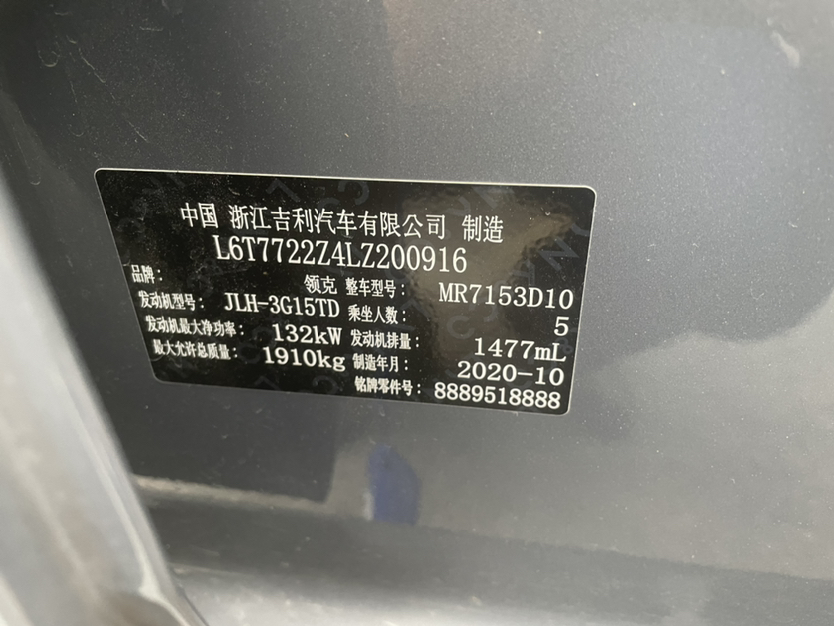 中国 浙江吉利汽车有限公司 制造
L6T7722Z4LZ200916
品牌： 领克 整车型号： MR7153D10
发动机型号： JLH-3G15TD 乘坐人数： 5
发动机最大净功率： 132kW 发动机排量： 1477mL
最大允许总质量： 1910kg 制造年月： 2020-10
铭牌零件号： 8889518888